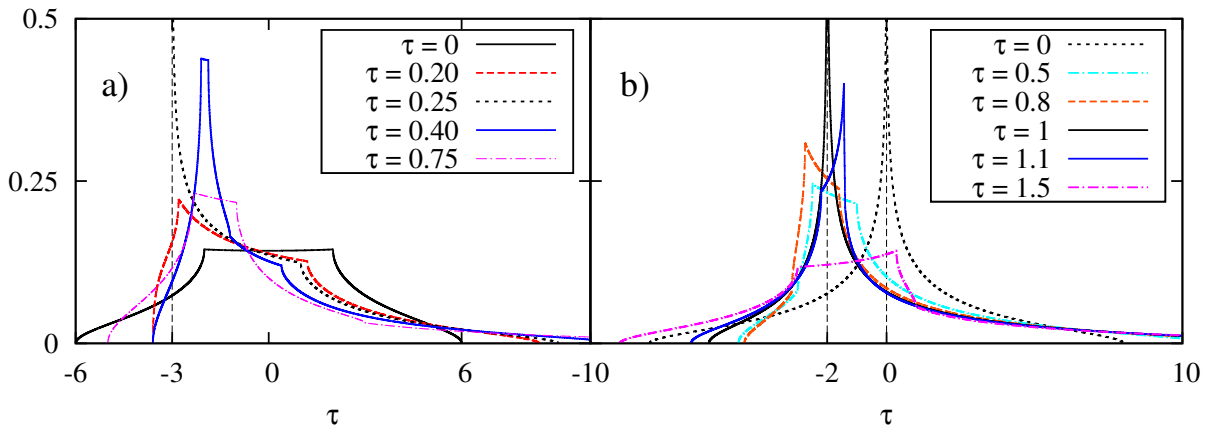 0.5
0.25
0
a)
τ = 0
τ = 0.20
τ = 0.25
τ = 0.40
τ = 0.75
-6
-3
0
6
τ
b)
τ = 0
τ = 0.5
τ = 0.8
τ = 1
τ = 1.1
τ = 1.5
-10
-2
0
10
τ